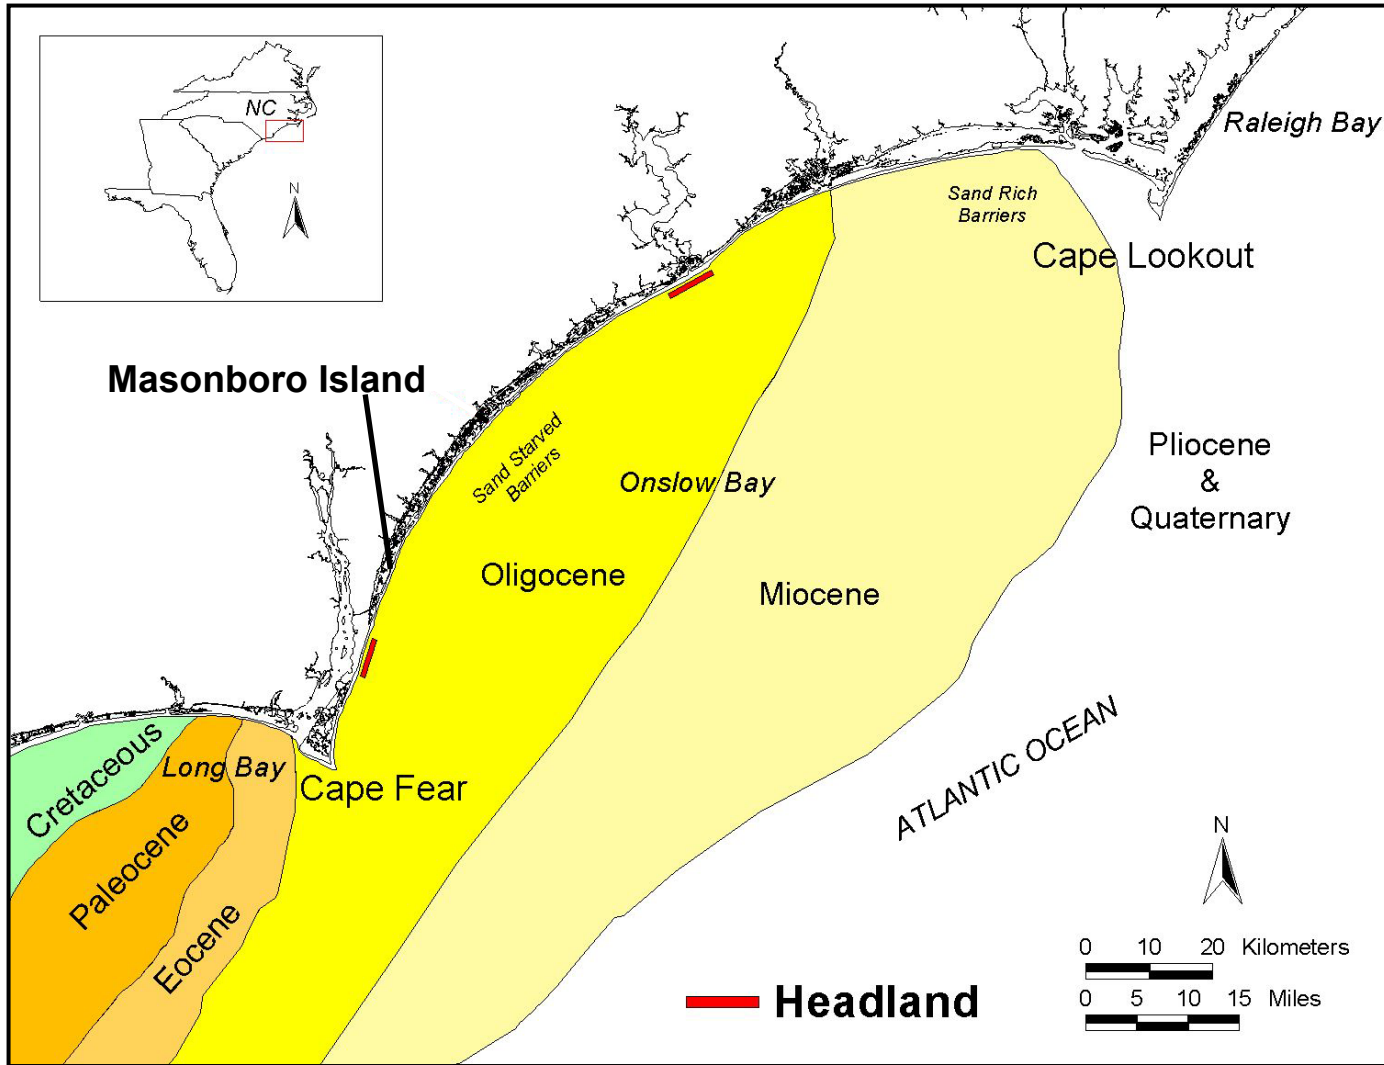 NC
N
Raleigh Bay
Sand Rich
Barriers
Cape Lookout
Masonboro Island
Sand Starved
Barriers
Onslow Bay
Pliocene
&
Quaternary
Oligocene
Miocene
Cretaceous
Long Bay
Cape Fear
Paleocene
Eocene
ATLANTIC OCEAN
N
0 10 20 Kilometers
0 5 10 15 Miles
Headland